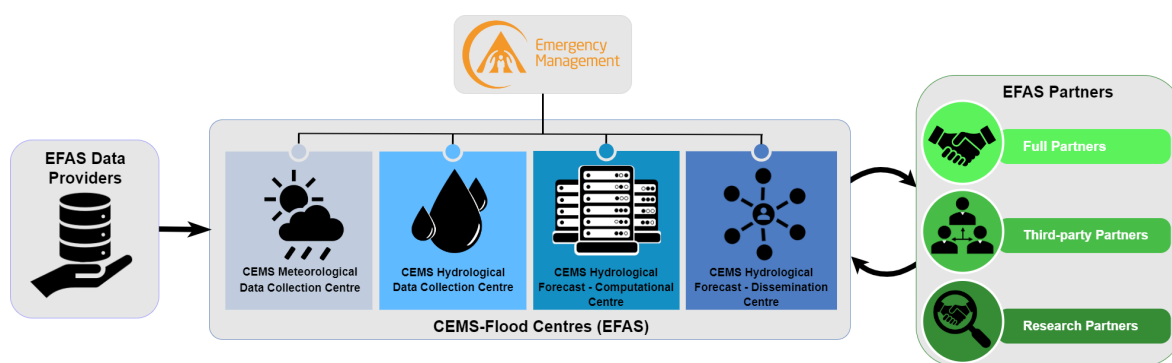 Emergency
Management
EFAS Data
Providers
CEMS Meteorological
Data Collection Centre
CEMS Hydrological
Data Collection Centre
CEMS Hydrological
Forecast - Computational
Centre
CEMS Hydrological
Forecast - Dissemination
Centre
CEMS-Flood Centres (EFAS)
EFAS Partners
Full Partners
Third-party Partners
Research Partners